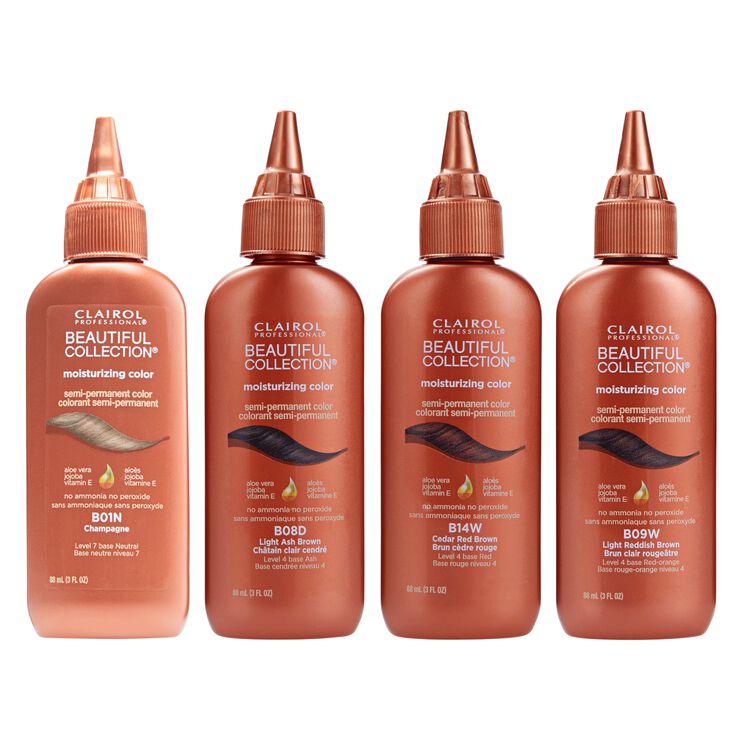 CLAIROL
PROFESSIONAL®
BEAUTIFUL
COLLECTION®
moisturizing color
semi-permanent color
colorant semi-permanent
aloe vera
jojoba
vitamin E
aloès
jojoba
vitamine E
no ammonia no peroxide
sans ammoniaque sans peroxyde
B01N
Champagne
Level 7 base Neutral
Base neutre niveau 7
88 mL (3 FL OZ)
CLAIROL
PROFESSIONAL®
BEAUTIFUL
COLLECTION®
moisturizing color
semi-permanent color
colorant semi-permanent
aloe vera
jojoba
vitamin E
aloès
jojoba
vitamine E
no ammonia no peroxide
sans ammoniaque sans peroxyde
B08D
Light Ash Brown
Châtain clair cendré
Level 4 base Ash
Base cendrée niveau 4
88 mL (3 FL OZ)
CLAIROL
PROFESSIONAL®
BEAUTIFUL
COLLECTION®
moisturizing color
semi-permanent color
colorant semi-permanent
aloe vera
jojoba
vitamin E
aloès
jojoba
vitamine E
no ammonia no peroxide
sans ammoniaque sans peroxyde
B14W
Cedar Red Brown
Brun cèdre rouge
Level 4 base Red
Base rouge niveau 4
88 mL (3 FL OZ)
CLAIROL
PROFESSIONAL®
BEAUTIFUL
COLLECTION®
moisturizing color
semi-permanent color
colorant semi-permanent
aloe vera
jojoba
vitamin E
aloès
jojoba
vitamine E
no ammonia no peroxide
sans ammoniaque sans peroxyde
B09W
Light Reddish Brown
Brun clair rougeâtre
Level 4 base Red-orange
Base rouge-orange niveau 4
88 mL (3 FL OZ)